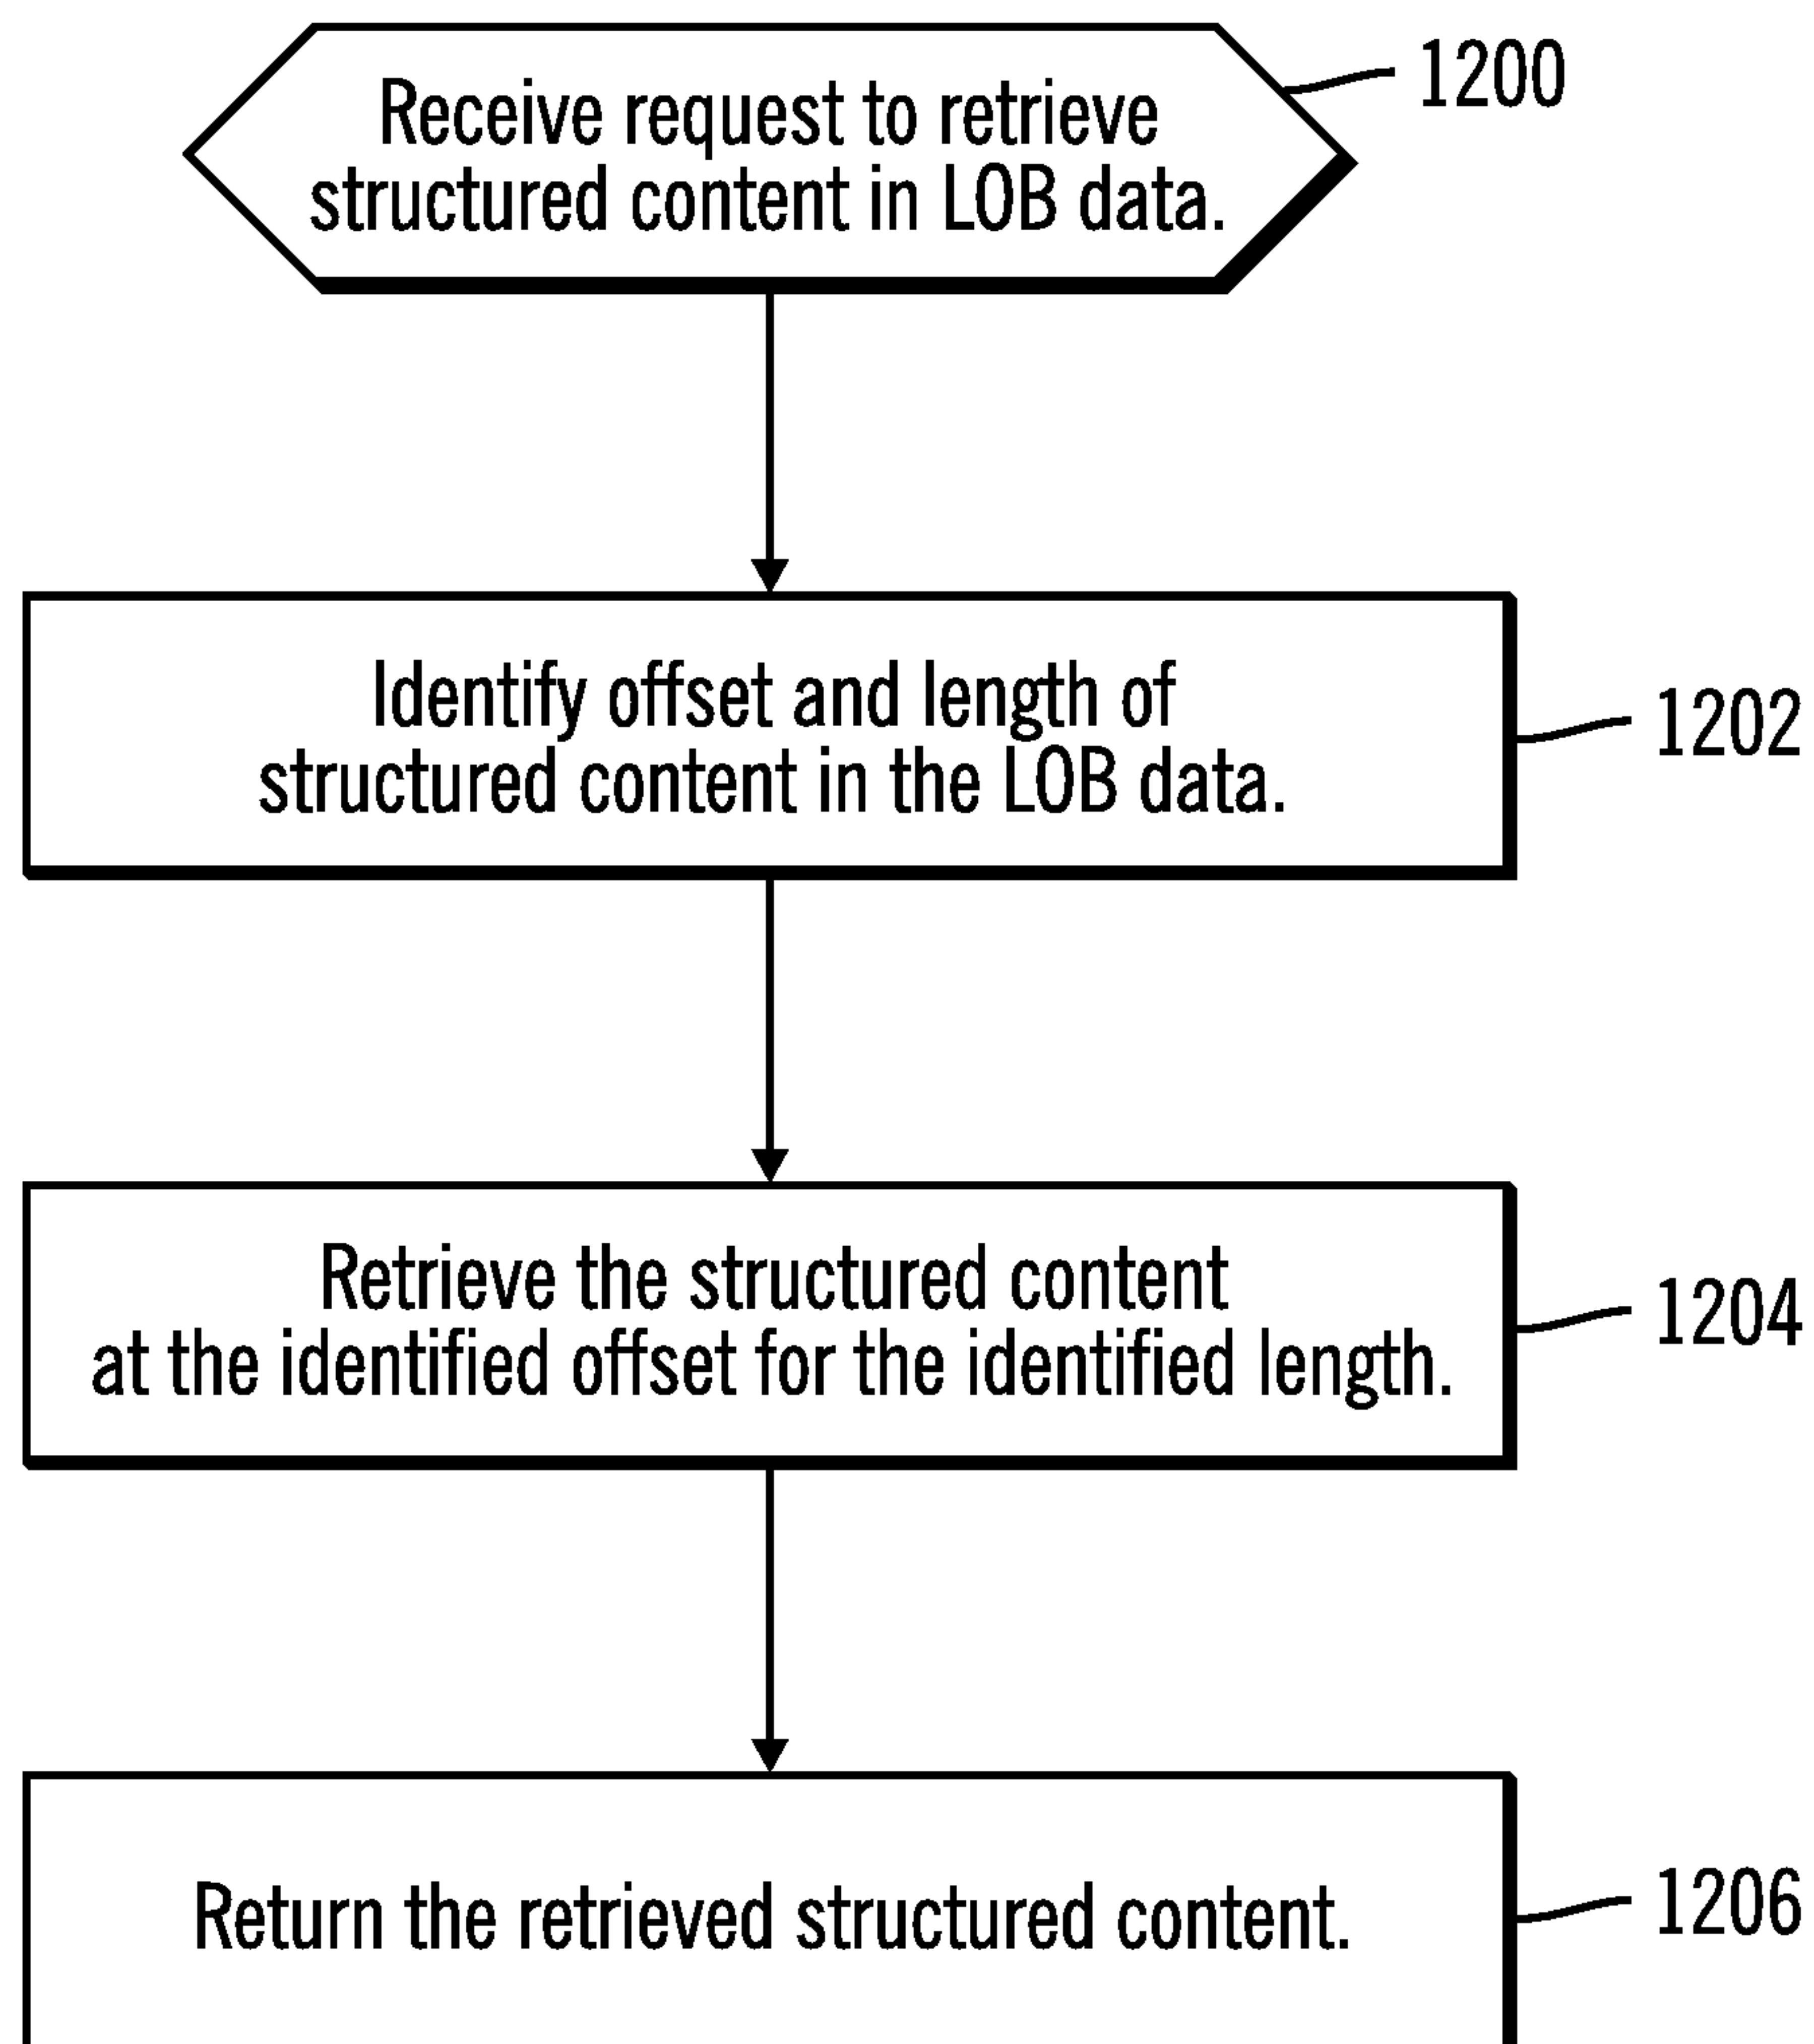 Receive request to retrieve
structured content in LOB data.
1200
Identify offset and length of
structured content in the LOB data.
1202
Retrieve the structured content
at the identified offset for the identified length.
1204
Return the retrieved structured content.
1206